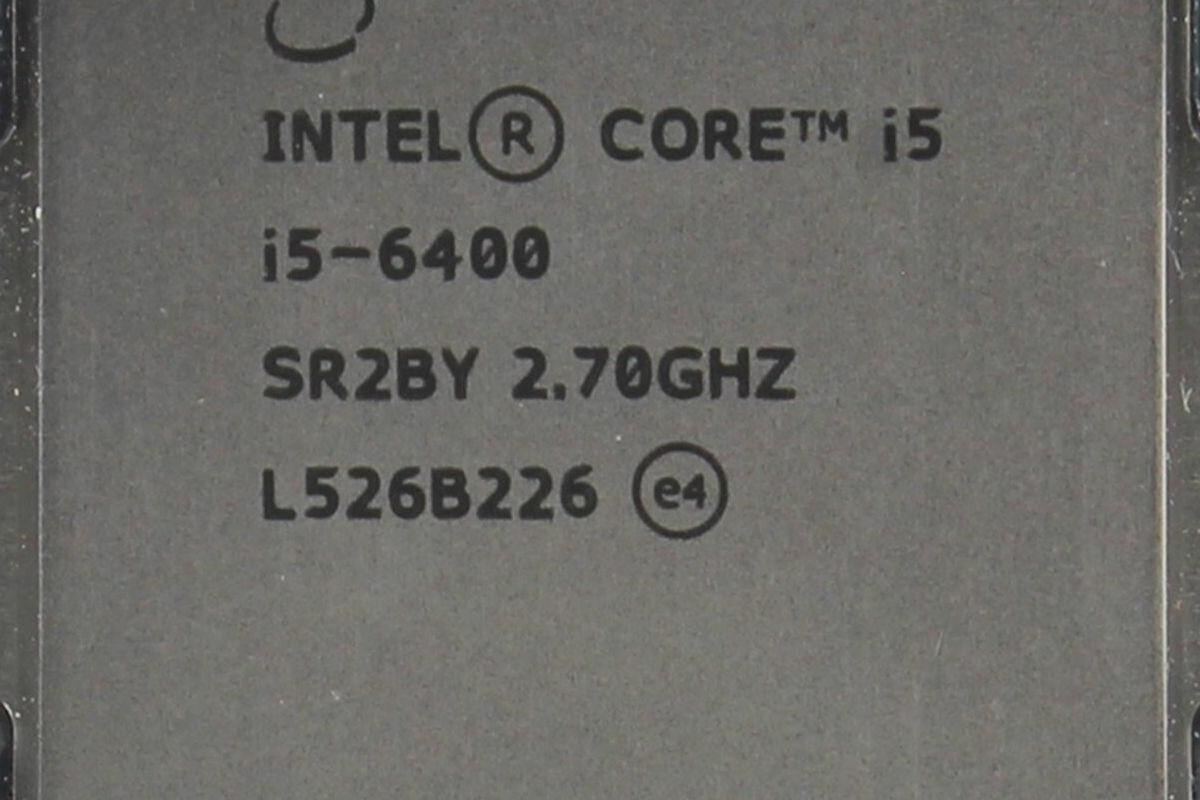 INTEL® CORE™ i5
i5-6400
SR2BY 2.70GHZ
L526B226 e4